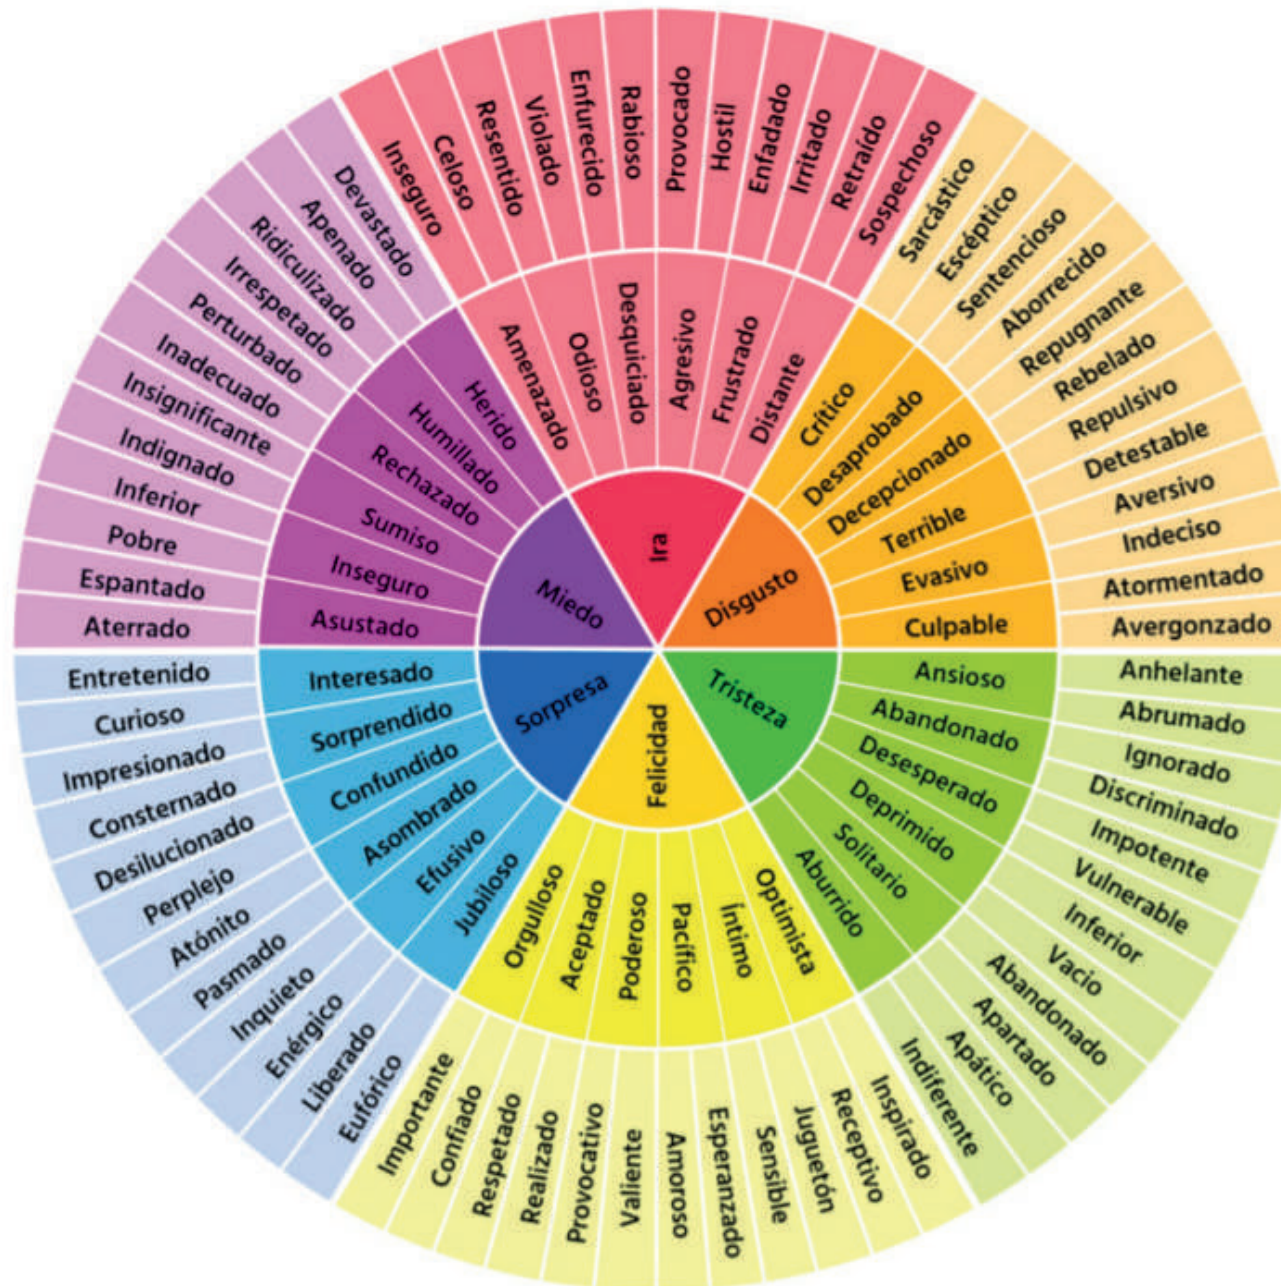 Ira
Disgusto
Tristeza
Felicidad
Sorpresa
Miedo
Amenazado
Odioso
Desquiciado
Agresivo
Frustrado
Distante
Crítico
Desaprobado
Decepcionado
Terrible
Evasivo
Culpable
Ansioso
Abandonado
Desesperado
Deprimido
Solitario
Aburrido
Optimista
Íntimo
Pacífico
Poderoso
Aceptado
Orgulloso
Jubiloso
Efusivo
Asombrado
Confundido
Sorprendido
Interesado
Asustado
Inseguro
Sumiso
Rechazado
Humillado
Herido
Inseguro
Celoso
Resentido
Violado
Enfurecido
Rabioso
Provocado
Hostil
Enfadado
Irritado
Retraído
Sospechoso
Sarcástico
Escéptico
Sentencioso
Aborrecido
Repugnante
Rebelado
Repulsivo
Detestable
Aversivo
Indeciso
Atormentado
Avergonzado
Anhelante
Abrumado
Ignorado
Discriminado
Impotente
Vulnerable
Inferior
Vacio
Abandonado
Apartado
Apático
Indiferente
Inspirado
Receptivo
Juguetón
Sensible
Esperanzado
Amoroso
Valiente
Provocativo
Realizado
Respetado
Confiado
Importante
Eufórico
Liberado
Enérgico
Inquieto
Pasmado
Atónito
Perplejo
Desilucionado
Consternado
Impresionado
Curioso
Entretenido
Aterrado
Espantado
Pobre
Inferior
Indignado
Insignificante
Inadecuado
Perturbado
Irrespetado
Ridiculizado
Apenado
Devastado